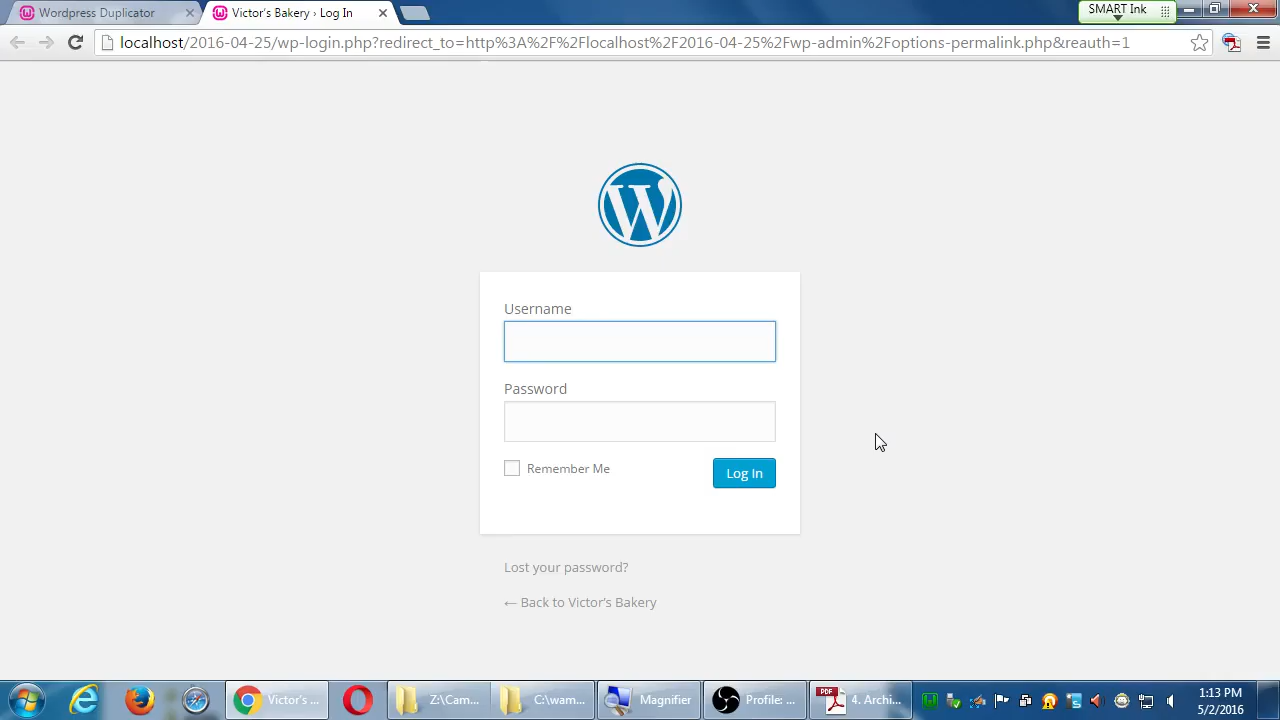 Wordpress Duplicator
Victor's Bakery › Log In
SMART Ink
localhost/2016-04-25/wp-login.php?redirect_to=http%3A%2F%2Flocalhost%2F2016-04-25%2Fwp-admin%2Foptions-permalink.php&reauth=1
Username
Password
Remember Me
Log In
Lost your password?
← Back to Victor's Bakery
Victor's ...
Z:\Cam...
C:\wam...
Magnifier
Profile: ...
PDF
4. Archi...
1:13 PM
5/2/2016